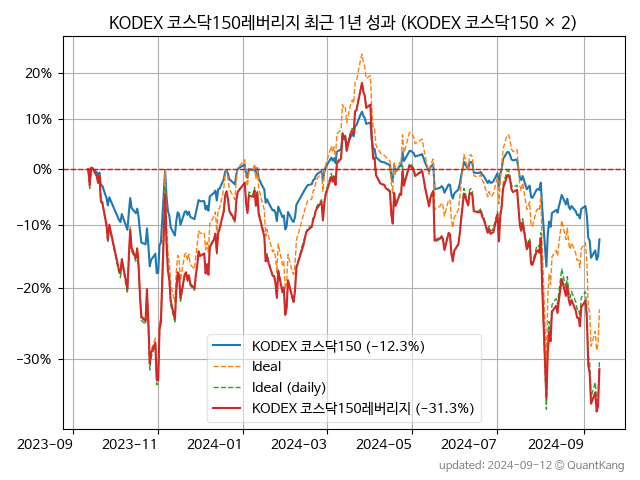 KODEX 코스닥150레버리지 최근 1년 성과 (KODEX 코스닥150 × 2)
20%
10%
0%
−10%
−20%
−30%
KODEX 코스닥150 (−12.3%)
Ideal
Ideal (daily)
KODEX 코스닥150레버리지 (−31.3%)
2023-09
2023-11
2024-01
2024-03
2024-05
2024-07
2024-09
updated: 2024-09-12 © QuantKang